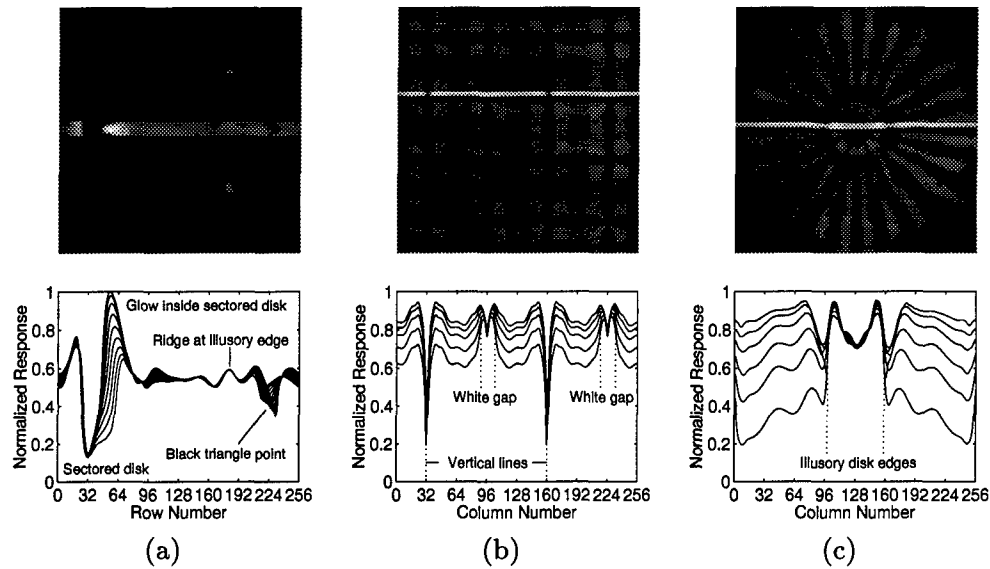 Normalized Response
1
0.8
0.6
0.4
0.2
0
Glow inside sectored disk
Ridge at Illusory edge
Black triangle point
Sectored disk
0 32 64 96 128 160 192 224 256
Row Number
(a)
Normalized Response
1
0.8
0.6
0.4
0.2
0
White gap
White gap
Vertical lines
0 32 64 96 128 160 192 224 256
Column Number
(b)
Normalized Response
1
0.8
0.6
0.4
0.2
0
Illusory disk edges
0 32 64 96 128 160 192 224 256
Column Number
(c)